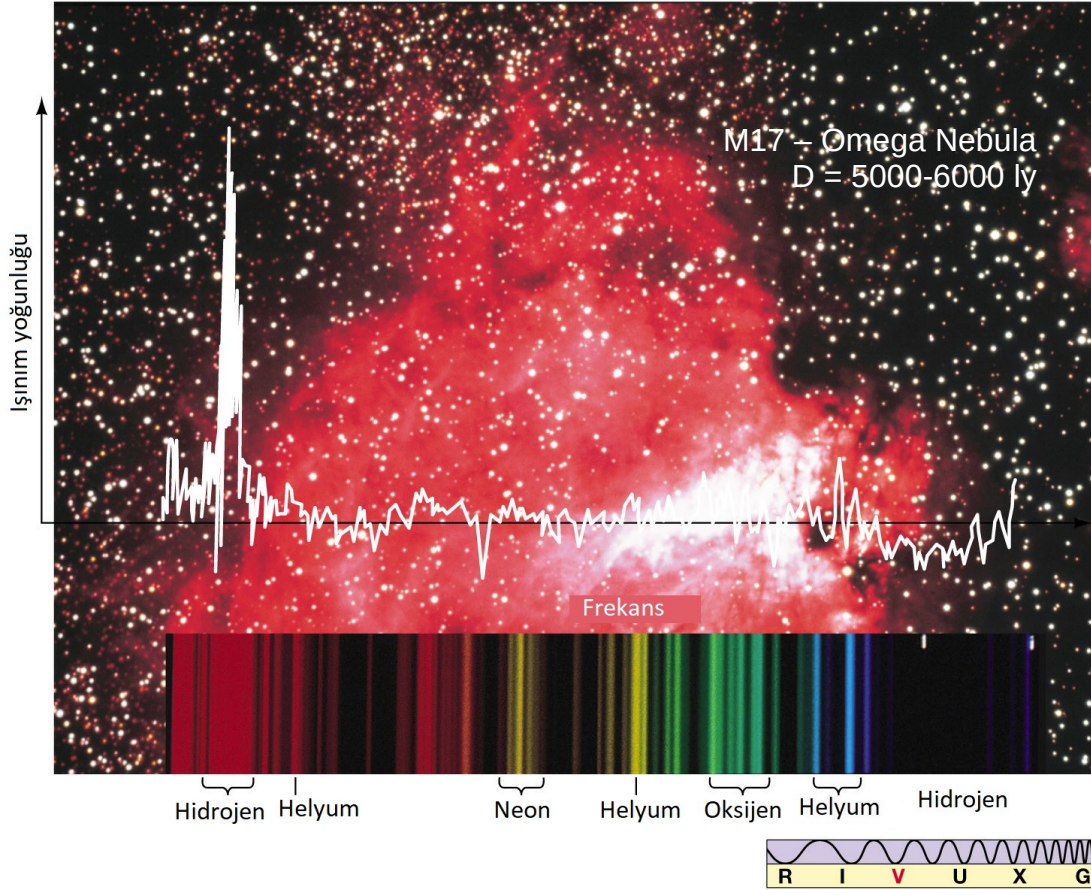 M17 – Omega Nebula
D = 5000-6000 ly
Işınım yoğunluğu
Frekans
Hidrojen Helyum Neon Helyum Oksijen Helyum Hidrojen
R I V U X G